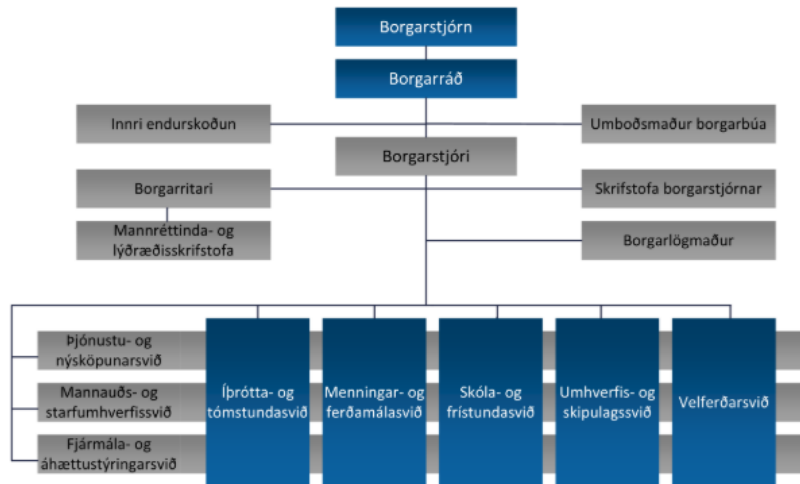 Borgarstjórn
Borgarráð
Innri endurskoðun
Umboðsmaður borgarbúa
Borgarstjóri
Borgarritari
Skrifstofa borgarstjórnar
Mannréttinda- og
lýðræðisskrifstofa
Borgarlögmaður
Þjónustu- og
nýsköpunarsvið
Mannauðs- og
starfumhverfissvið
Fjármála- og
áhættustýringarsvið
Íþrótta- og
tómstundasvið
Menningar- og
ferðamálasvið
Skóla- og
frístundasvið
Umhverfis- og
skipulagssvið
Velferðarsvið